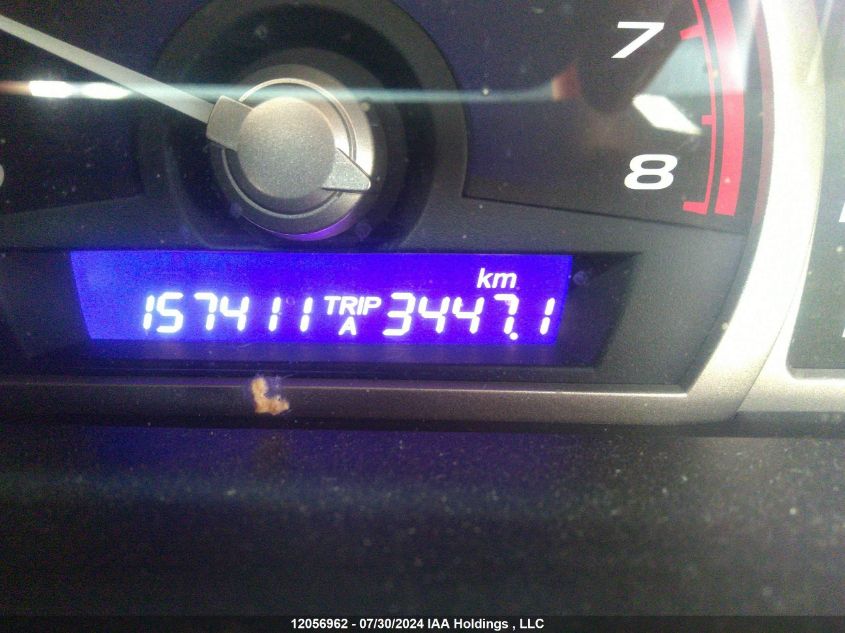 7
8
km
157411 TRIP A 3447.1
12056962 - 07/30/2024 IAA Holdings , LLC